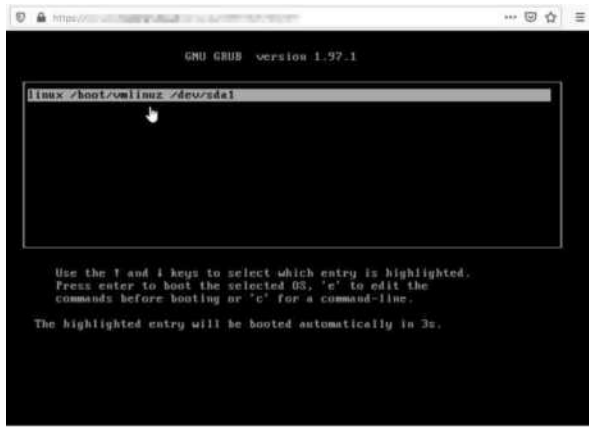 https://
GNU GRUB version 1.97.1
linux /boot/vmlinuz /dev/sda1
Use the ↑ and ↓ keys to select which entry is highlighted.
Press enter to boot the selected OS, 'e' to edit the
commands before booting or 'c' for a command-line.
The highlighted entry will be booted automatically in 3s.